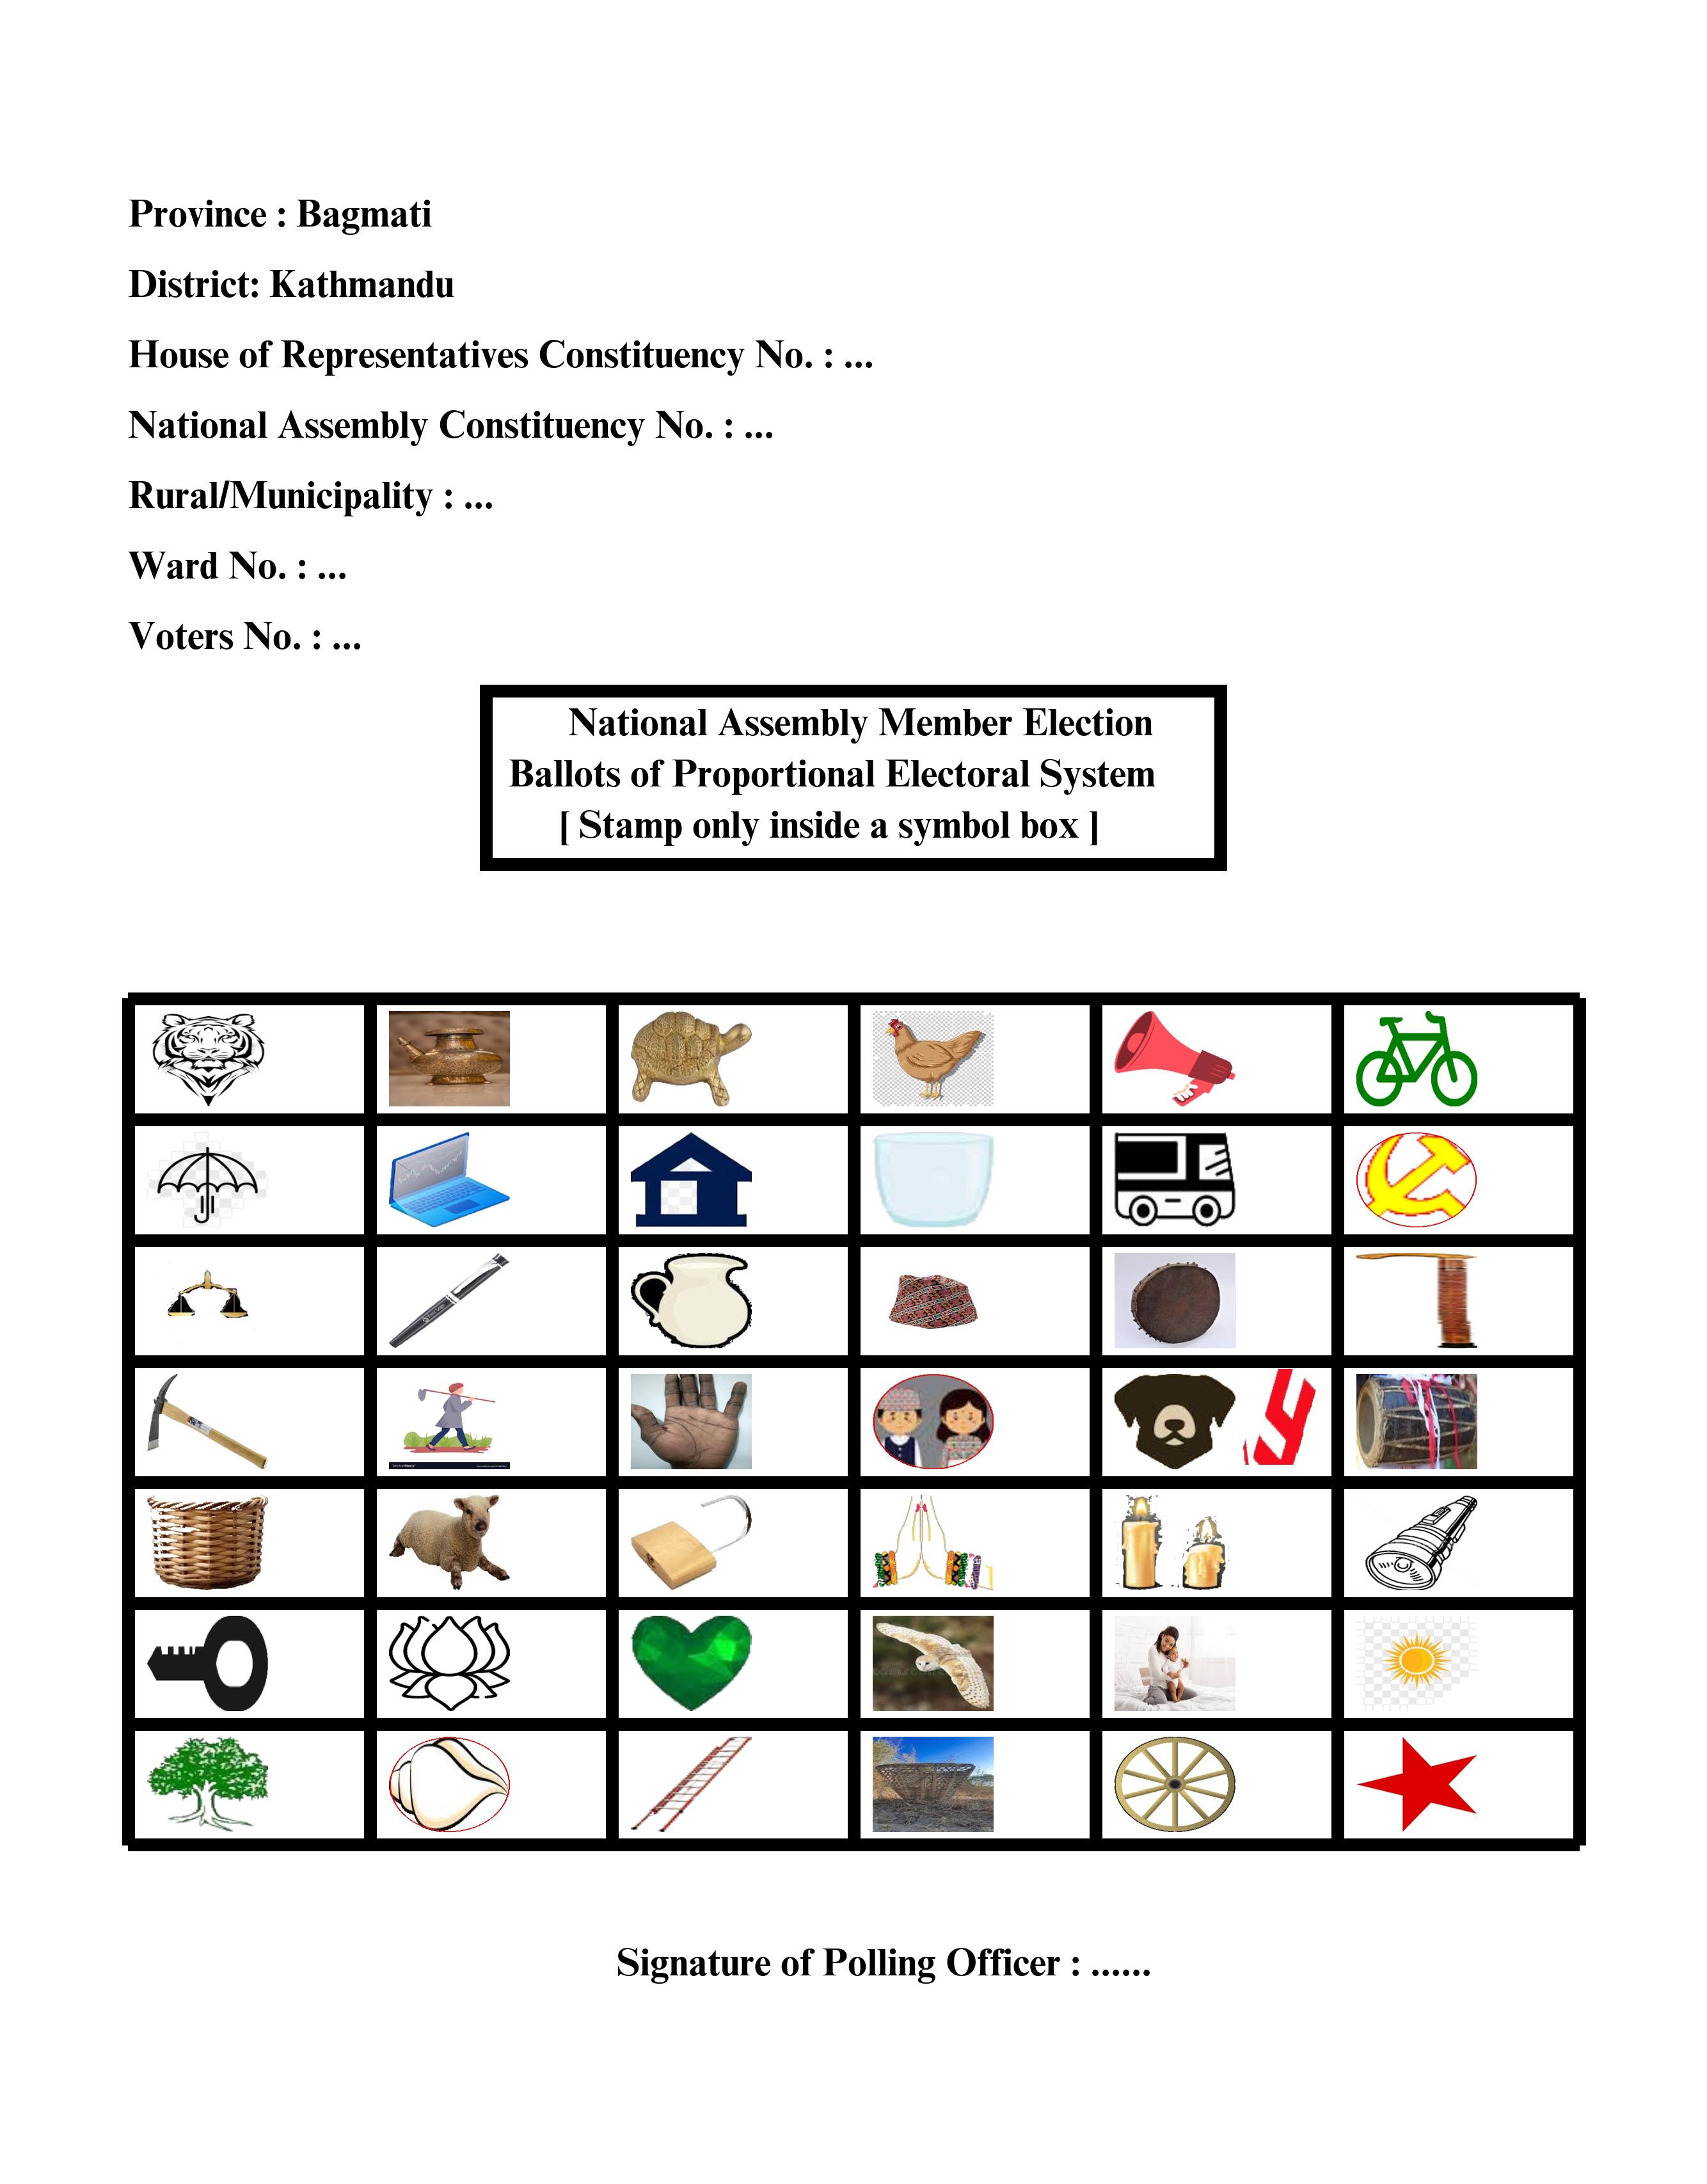 Province : Bagmati
District: Kathmandu
House of Representatives Constituency No. : ...
National Assembly Constituency No. : ...
Rural/Municipality : ...
Ward No. : ...
Voters No. : ...
National Assembly Member Election
Ballots of Proportional Electoral System
[ Stamp only inside a symbol box ]
Signature of Polling Officer : ......